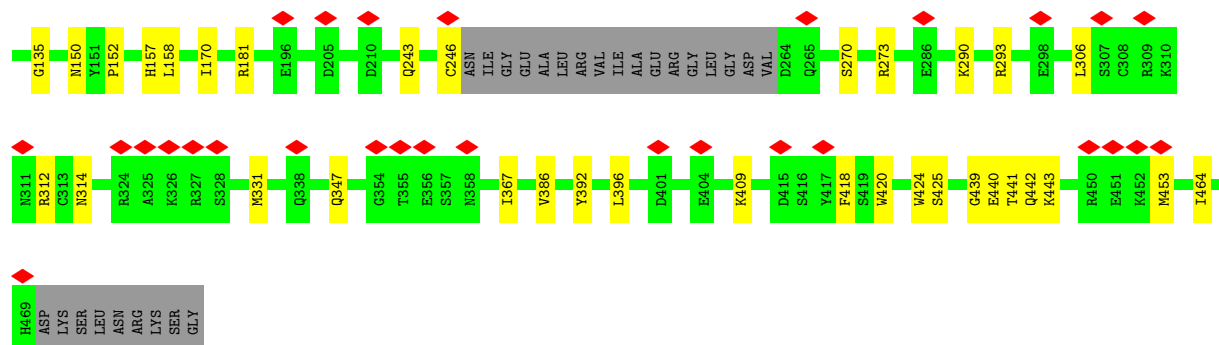 G135 N150 Y151 P152 H157 L158 I170 R181 E196 D205 D210 Q243 C246 ASN ILE GLY GLU ALA LEU ARG VAL ILE ALA GLU ARG GLY LEU GLY ASP VAL D264 Q265 S270 R273 E286 K290 R293 E298 L306 S307 C308 R309 K310
N311 R312 C313 N314 R324 A325 K326 R327 S328 M331 Q338 Q347 G354 T355 E356 S357 N358 I367 V386 Y392 L396 D401 E404 K409 D415 S416 Y417 F418 S419 W420 W424 S425 G439 E440 T441 Q442 K443 R450 E451 K452 M453 I464
H469 ASP LYS SER LEU ASN ARG LYS SER GLY